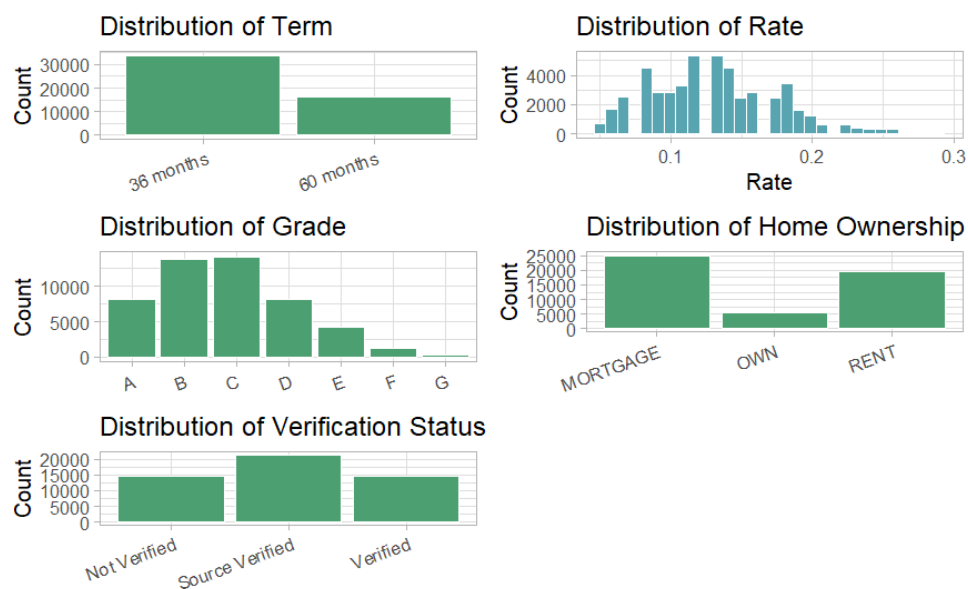 Distribution of Term
Count
30000
20000
10000
0
36 months
60 months
Distribution of Rate
Count
4000
2000
0
0.1
0.2
0.3
Rate
Distribution of Grade
Count
10000
5000
0
A
B
C
D
E
F
G
Distribution of Home Ownership
Count
25000
20000
15000
10000
5000
0
MORTGAGE
OWN
RENT
Distribution of Verification Status
Count
20000
15000
10000
5000
0
Not Verified
Source Verified
Verified